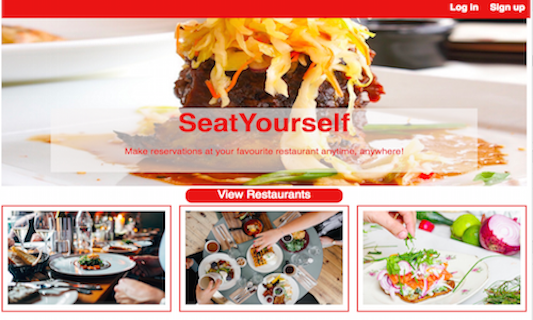 Log in Sign up
SeatYourself
Make reservations at your favourite restaurant anytime, anywhere!
View Restaurants